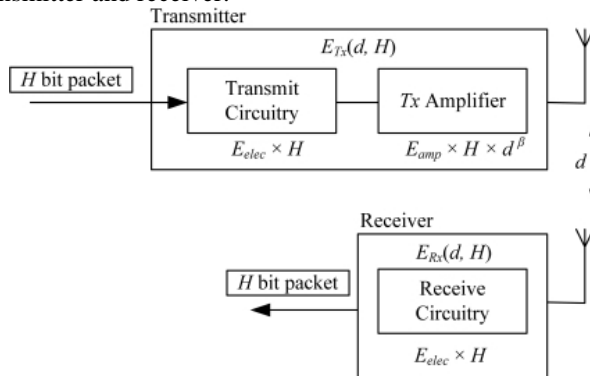 Transmitter
E_Tx(d, H)
H bit packet
Transmit
Circuitry
Tx Amplifier
E_elec × H
E_amp × H × d^β
d
Receiver
E_Rx(d, H)
H bit packet
Receive
Circuitry
E_elec × H